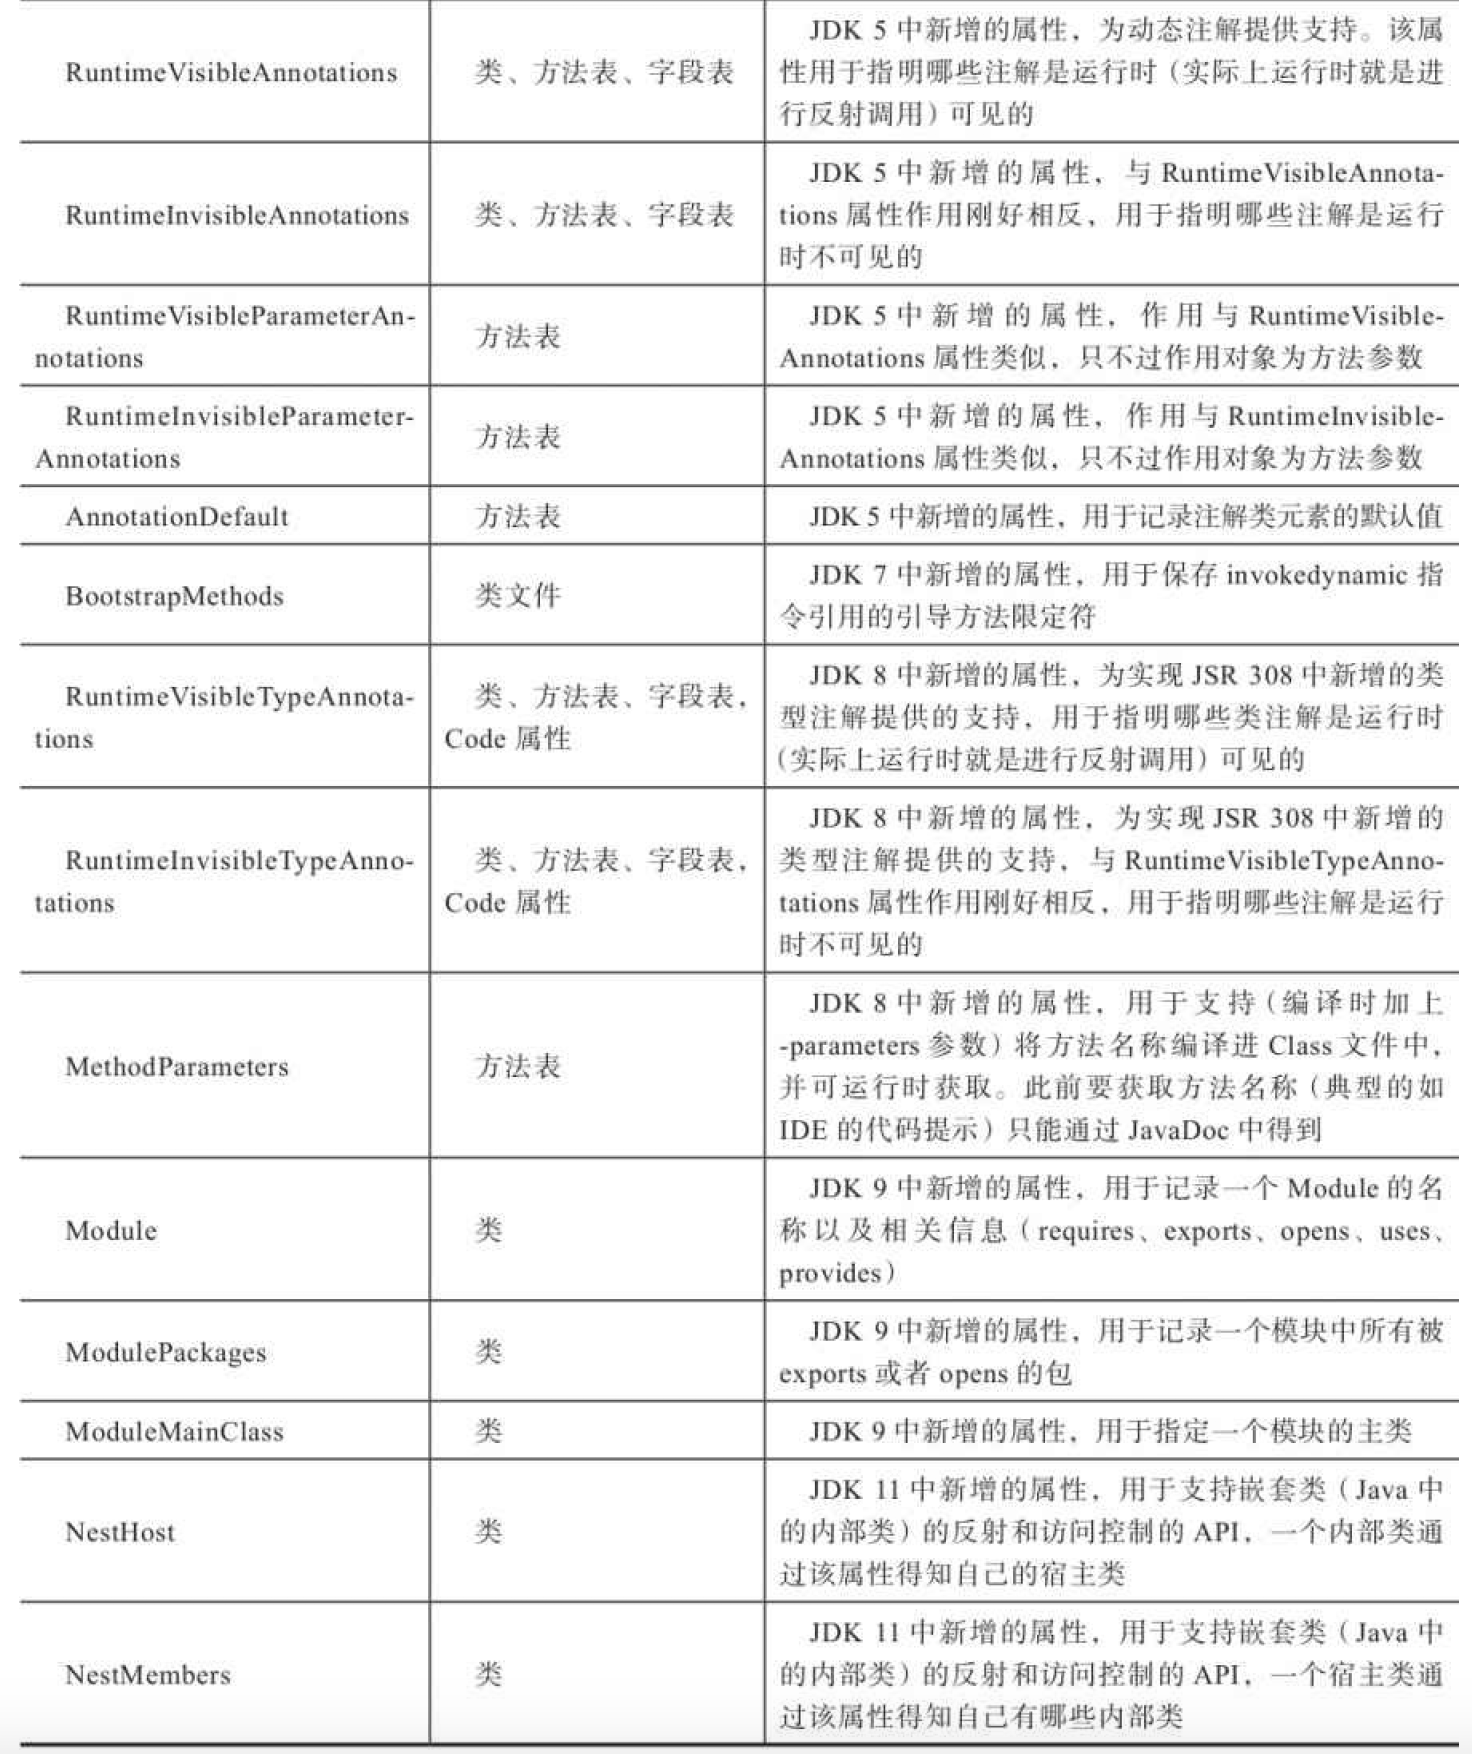 RuntimeVisibleAnnotations
类、方法表、字段表
JDK 5 中新增的属性，为动态注解提供支持。该属
性用于指明哪些注解是运行时（实际上运行时就是进
行反射调用）可见的
RuntimeInvisibleAnnotations
类、方法表、字段表
JDK 5 中新增的属性，与 RuntimeVisibleAnnota-
tions 属性作用刚好相反，用于指明哪些注解是运行
时不可见的
RuntimeVisibleParameterAn-
notations
方法表
JDK 5 中新增的属性，作用与 RuntimeVisible-
Annotations 属性类似，只不过作用对象为方法参数
RuntimeInvisibleParameter-
Annotations
方法表
JDK 5 中新增的属性，作用与 RuntimeInvisible-
Annotations 属性类似，只不过作用对象为方法参数
AnnotationDefault
方法表
JDK 5 中新增的属性，用于记录注解类元素的默认值
BootstrapMethods
类文件
JDK 7 中新增的属性，用于保存 invokedynamic 指
令引用的引导方法限定符
RuntimeVisibleTypeAnnota-
tions
类、方法表、字段表，
Code 属性
JDK 8 中新增的属性，为实现 JSR 308 中新增的类
型注解提供的支持，用于指明哪些类注解是运行时
（实际上运行时就是进行反射调用）可见的
RuntimeInvisibleTypeAnno-
tations
类、方法表、字段表，
Code 属性
JDK 8 中新增的属性，为实现 JSR 308 中新增的
类型注解提供的支持，与 RuntimeVisibleTypeAnno-
tations 属性作用刚好相反，用于指明哪些注解是运行
时不可见的
MethodParameters
方法表
JDK 8 中新增的属性，用于支持（编译时加上
-parameters 参数）将方法名称编译进 Class 文件中，
并可运行时获取。此前要获取方法名称（典型的如
IDE 的代码提示）只能通过 JavaDoc 中得到
Module
类
JDK 9 中新增的属性，用于记录一个 Module 的名
称以及相关信息（requires、exports、opens、uses、
provides）
ModulePackages
类
JDK 9 中新增的属性，用于记录一个模块中所有被
exports 或者 opens 的包
ModuleMainClass
类
JDK 9 中新增的属性，用于指定一个模块的主类
NestHost
类
JDK 11 中新增的属性，用于支持嵌套类（Java 中
的内部类）的反射和访问控制的 API，一个内部类通
过该属性得知自己的宿主类
NestMembers
类
JDK 11 中新增的属性，用于支持嵌套类（Java 中
的内部类）的反射和访问控制的 API，一个宿主类通
过该属性得知自己有哪些内部类